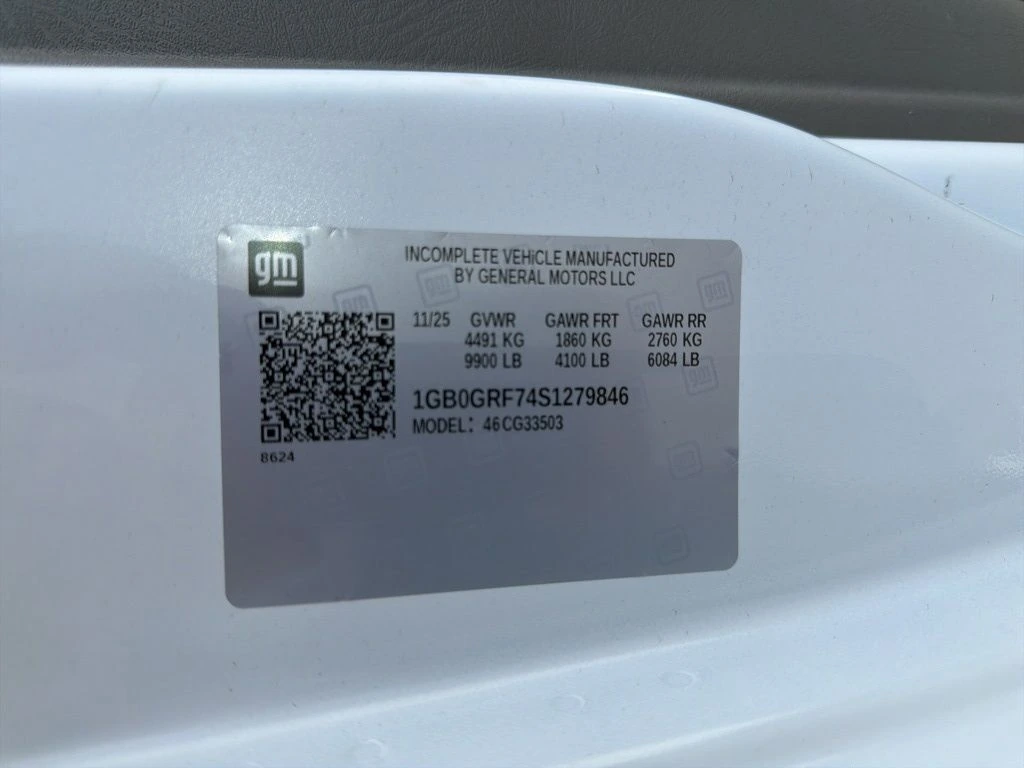 gm
INCOMPLETE VEHICLE MANUFACTURED
BY GENERAL MOTORS LLC
11/25 GVWR GAWR FRT GAWR RR
4491 KG 1860 KG 2760 KG
9900 LB 4100 LB 6084 LB
1GB0GRF74S1279846
MODEL: 46CG33503
8624